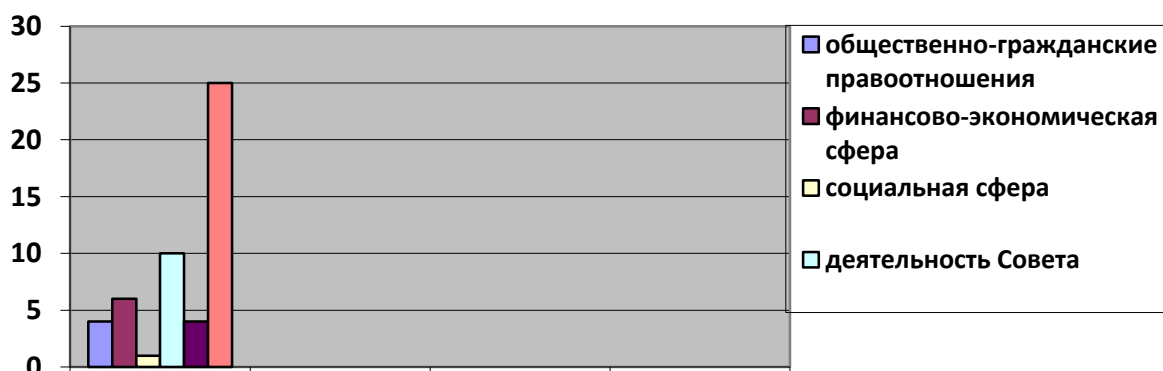 30
25
20
15
10
5
0
общественно-гражданские
правоотношения
финансово-экономическая
сфера
социальная сфера
деятельность Совета